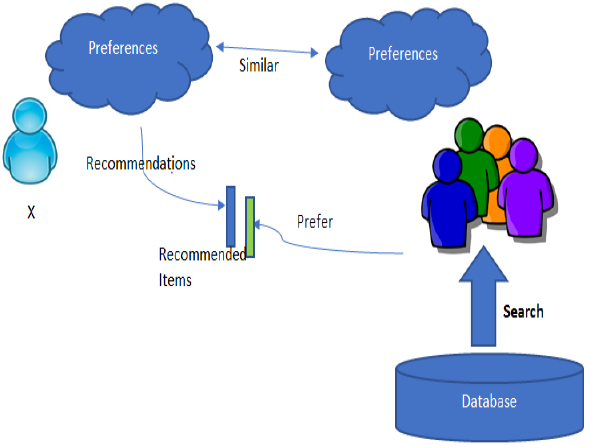 Preferences
Preferences
Similar
Recommendations
X
Prefer
Recommended
Items
Search
Database